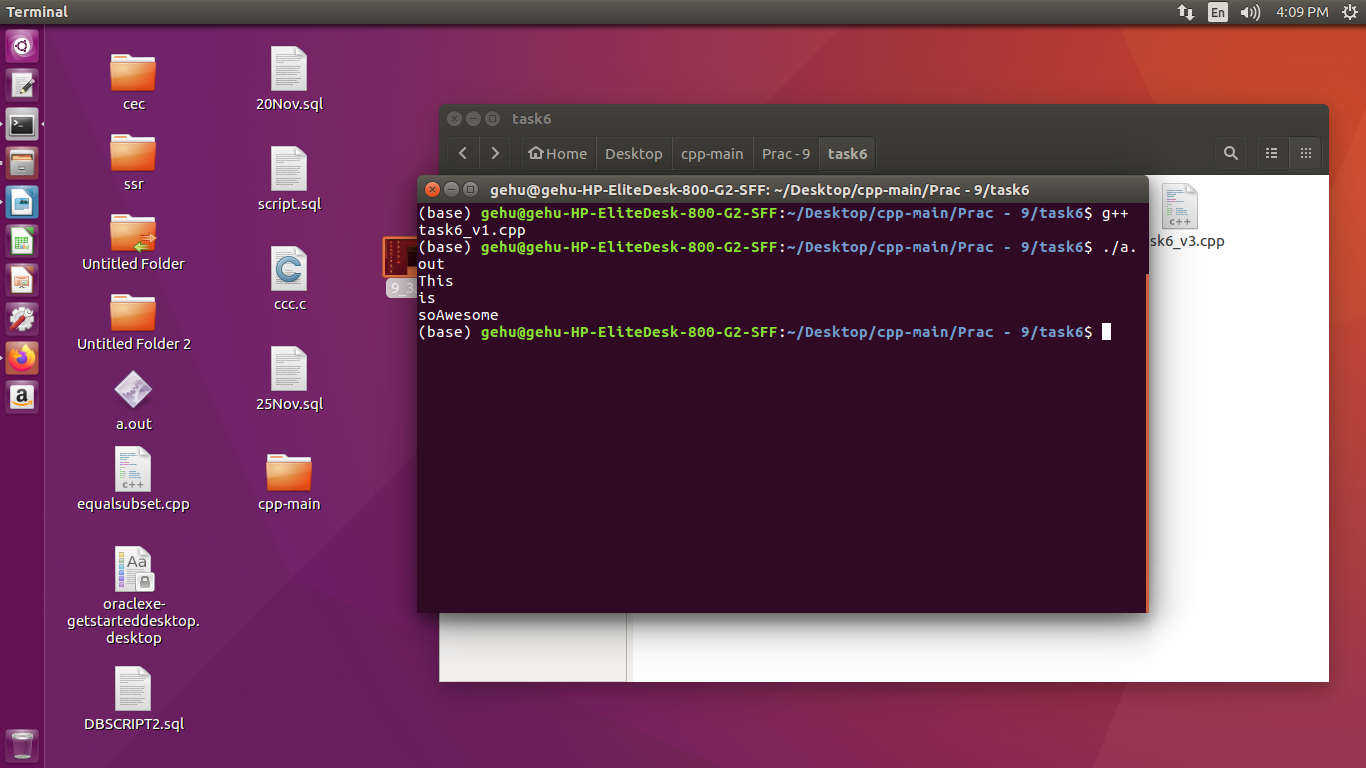 Terminal
En
4:09 PM
cec
20Nov.sql
ssr
script.sql
Untitled Folder
ccc.c
Untitled Folder 2
25Nov.sql
a.out
c++
equalsubset.cpp
cpp-main
Aa
oraclexe-
getstarteddesktop.
desktop
DBSCRIPT2.sql
9_3
task6
Home
Desktop
cpp-main
Prac - 9
task6
c++
sk6_v3.cpp
gehu@gehu-HP-EliteDesk-800-G2-SFF: ~/Desktop/cpp-main/Prac - 9/task6
(base) gehu@gehu-HP-EliteDesk-800-G2-SFF:~/Desktop/cpp-main/Prac - 9/task6$ g++
task6_v1.cpp
(base) gehu@gehu-HP-EliteDesk-800-G2-SFF:~/Desktop/cpp-main/Prac - 9/task6$ ./a.
out
This
is
soAwesome
(base) gehu@gehu-HP-EliteDesk-800-G2-SFF:~/Desktop/cpp-main/Prac - 9/task6$